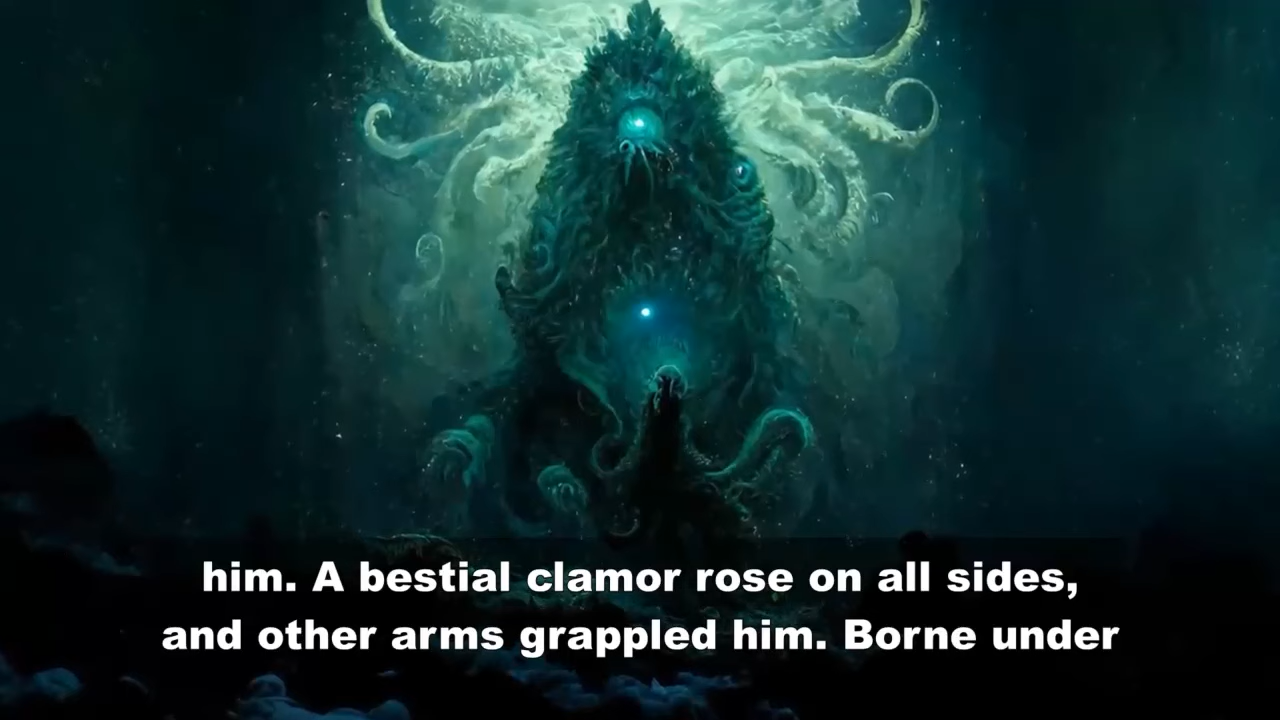 him. A bestial clamor rose on all sides,
and other arms grappled him. Borne under